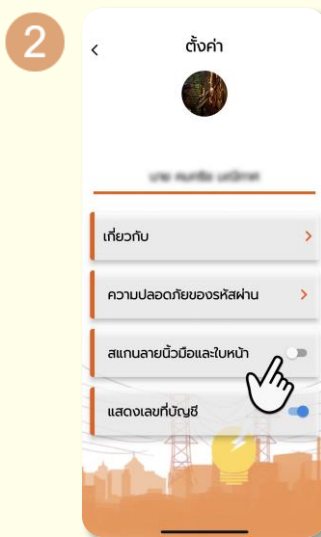 2
ตั้งค่า
เกี่ยวกับ
ความปลอดภัยของรหัสผ่าน
สแกนลายนิ้วมือและใบหน้า
แสดงเลขที่บัญชี